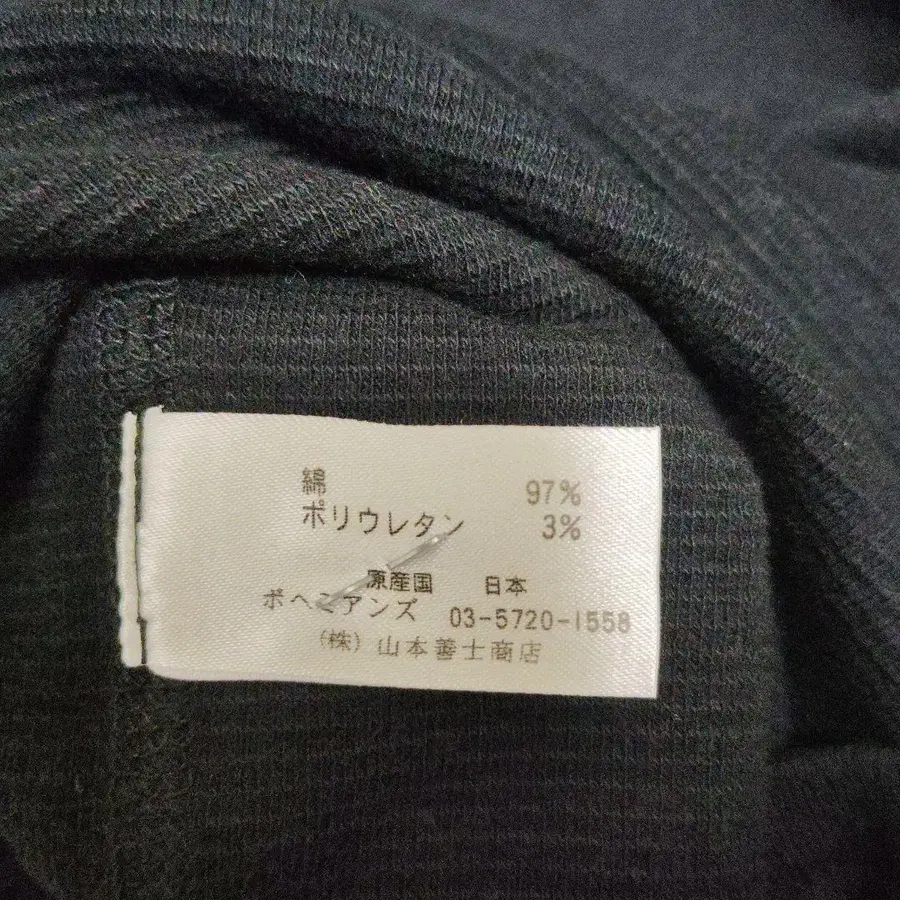 綿 97%
ポリウレタン 3%
原産国 日本
ボヘミアンズ 03-5720-1558
(株)山本善士商店